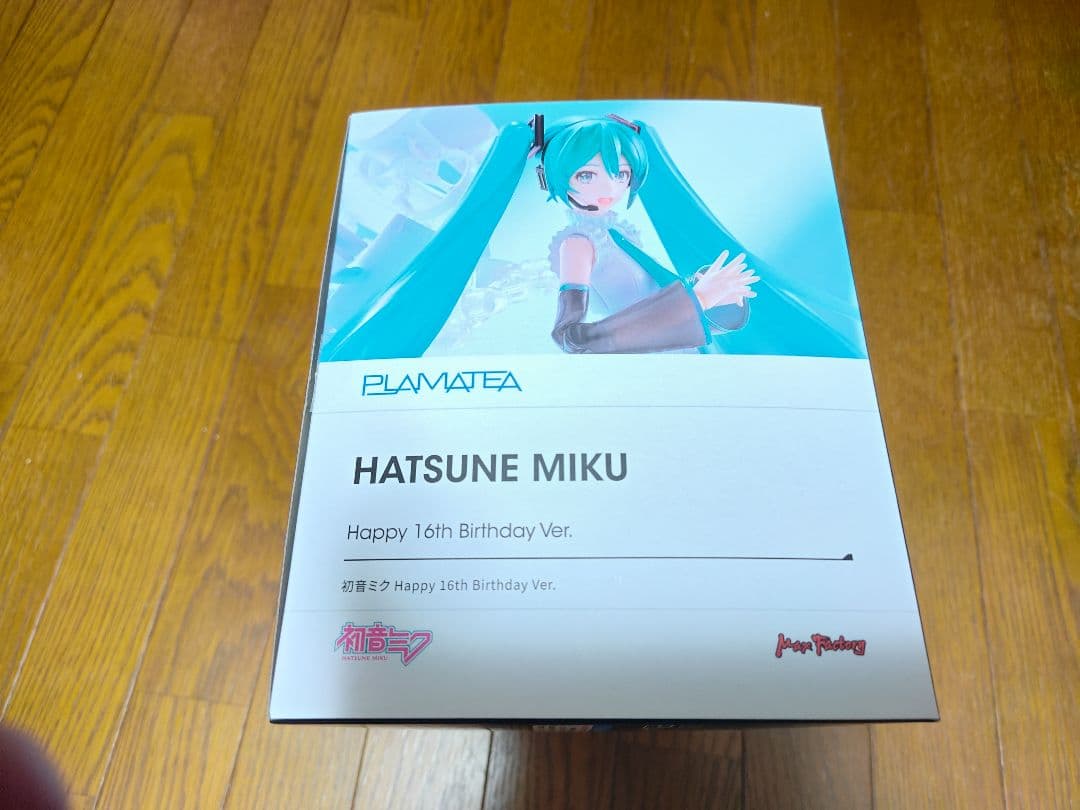 PLAMATEA
HATSUNE MIKU
Happy 16th Birthday Ver.
初音ミク Happy 16th Birthday Ver.
初音ミク
HATSUNE MIKU
Max Factory